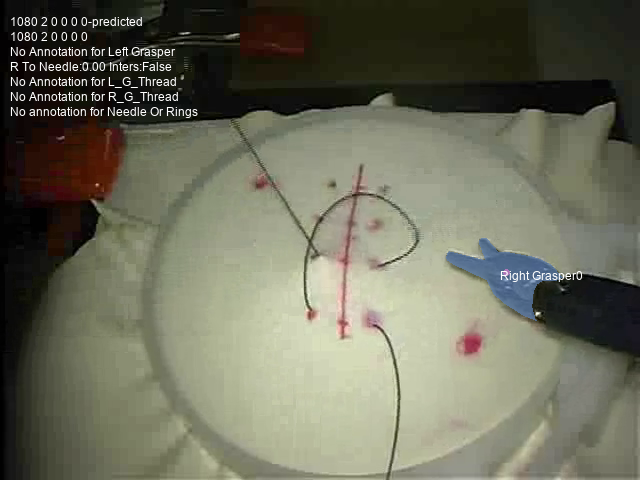 1080 2 0 0 0 0-predicted
1080 2 0 0 0 0
No Annotation for Left Grasper
R To Needle:0.00 Inters:False
No Annotation for L_G_Thread
No Annotation for R_G_Thread
No annotation for Needle Or Rings
Right Grasper0